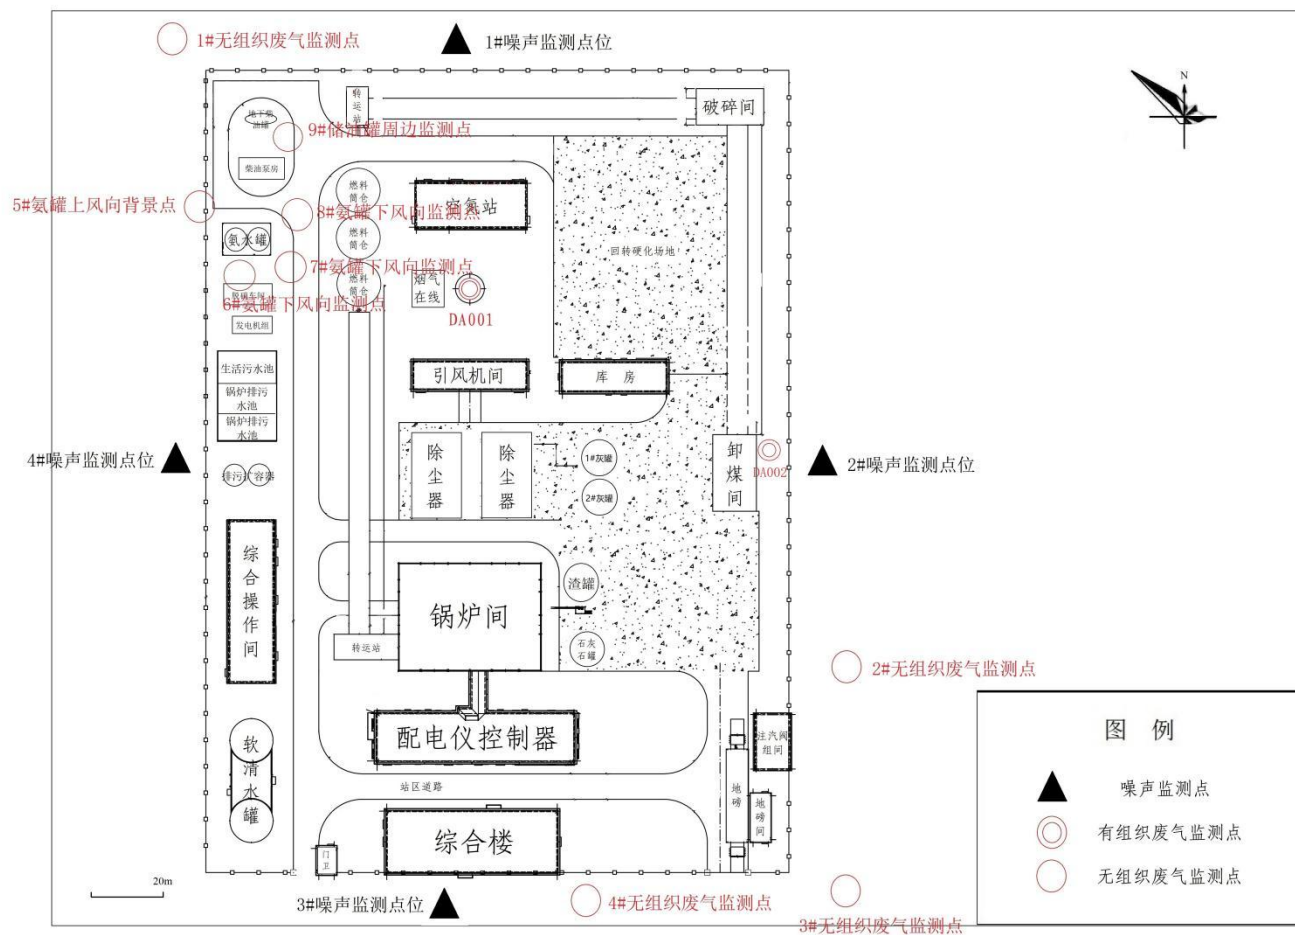 1#无组织废气监测点
1#噪声监测点位
N
转运站
破碎间
地下柴油罐
9#储油罐周边监测点
柴油泵房
燃料筒仓
空氮站
5#氨罐上风向背景点
8#氨罐下风向监测点
氨水罐
燃料筒仓
回转硬化场地
7#氨罐下风向监测点
燃料筒仓
烟气在线
6#氨罐下风向监测点
DA001
发电机组
生活污水池
引风机间
库房
锅炉排污水池
锅炉排污水池
除尘器
除尘器
1#灰罐
卸煤间
DA002
4#噪声监测点位
2#噪声监测点位
排污扩容器
2#灰罐
综合操作间
锅炉间
渣罐
转运站
石灰石罐
2#无组织废气监测点
软清水罐
配电仪控制器
注汽阀组间
图例
噪声监测点
站区道路
地磅
地磅间
有组织废气监测点
综合楼
门卫
无组织废气监测点
20m
3#噪声监测点位
4#无组织废气监测点
3#无组织废气监测点